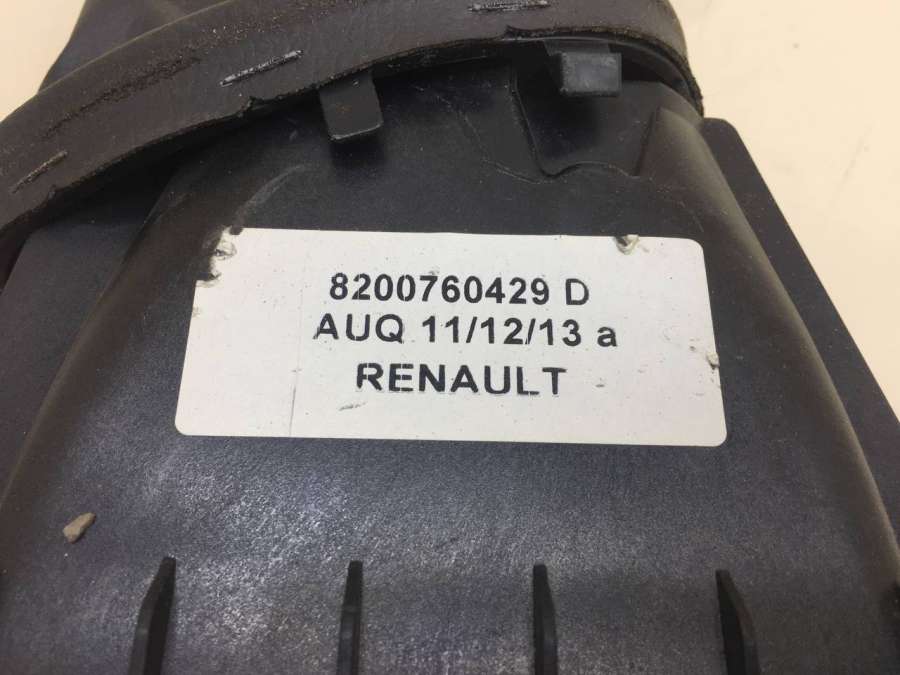 8200760429 D
AUQ 11/12/13 a
RENAULT